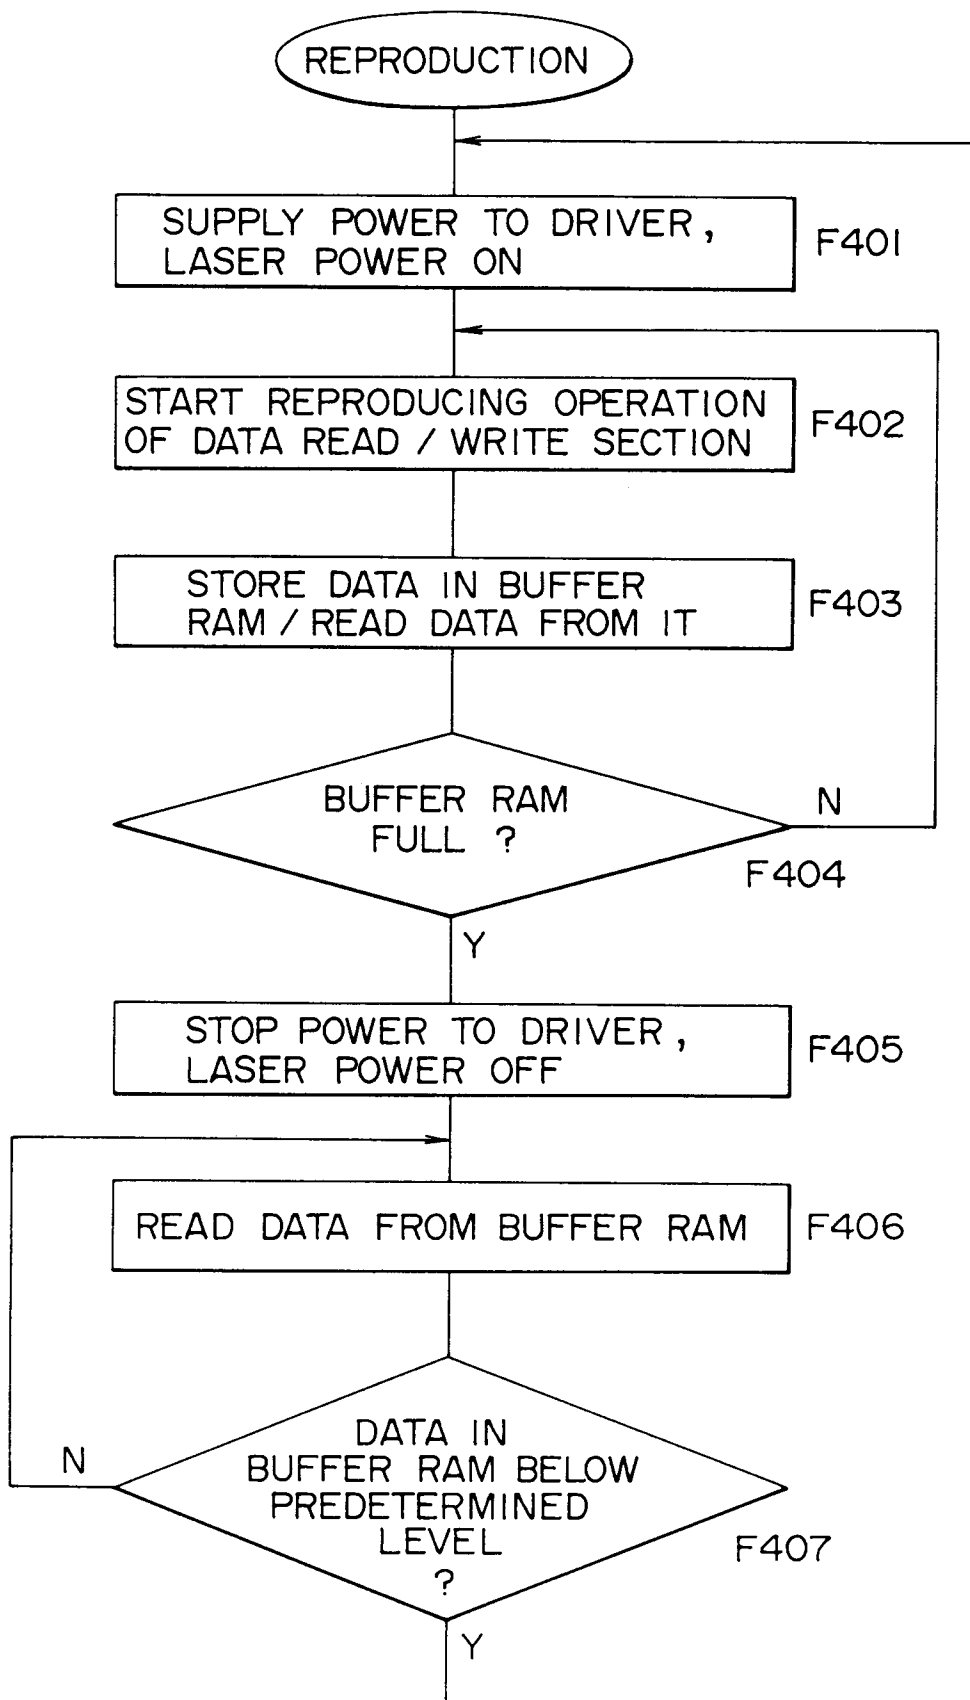 REPRODUCTION
SUPPLY POWER TO DRIVER,
LASER POWER ON
F401
START REPRODUCING OPERATION
OF DATA READ / WRITE SECTION
F402
STORE DATA IN BUFFER
RAM / READ DATA FROM IT
F403
BUFFER RAM
FULL ?
N
F404
Y
STOP POWER TO DRIVER,
LASER POWER OFF
F405
READ DATA FROM BUFFER RAM
F406
DATA IN
BUFFER RAM BELOW
PREDETERMINED
LEVEL
?
N
F407
Y